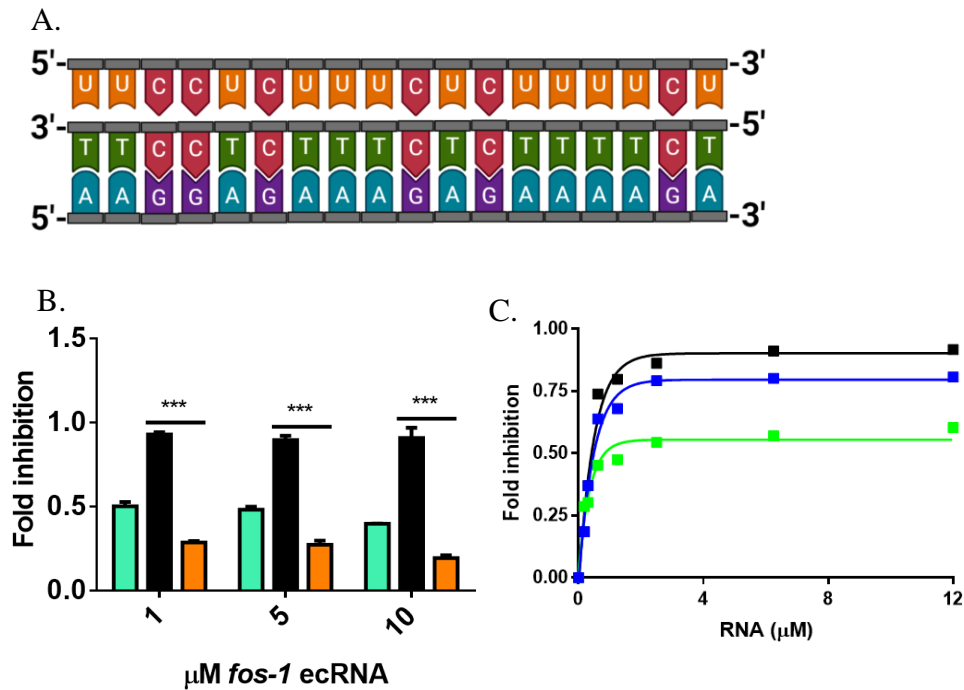 A.
5'- U U C C U C U U U C U C U U U U C U -3'
3'- T T C C T C T T T C T C T T T T C T -5'
5'- A A G G A G A A A G A G A A A A G A -3'
B.
1.5
1.0
0.5
0.0
Fold inhibition
*** *** ***
1 5 10
μM fos-1 ecRNA
C.
1.00
0.75
0.50
0.25
0.00
Fold inhibition
0 4 8 12
RNA (μM)